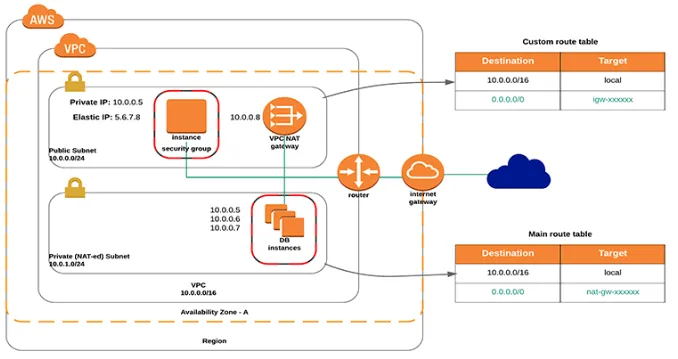 AWS
VPC
Private IP: 10.0.0.5
Elastic IP: 5.6.7.8
instance
security group
10.0.0.8
VPC NAT
gateway
Public Subnet
10.0.0.0/24
router
internet
gateway
10.0.0.5
10.0.0.6
10.0.0.7
DB
instances
Private (NAT-ed) Subnet
10.0.1.0/24
VPC
10.0.0.0/16
Availability Zone - A
Region
Custom route table
Destination Target
10.0.0.0/16 local
0.0.0.0/0 igw-xxxxxx
Main route table
Destination Target
10.0.0.0/16 local
0.0.0.0/0 nat-gw-xxxxxx